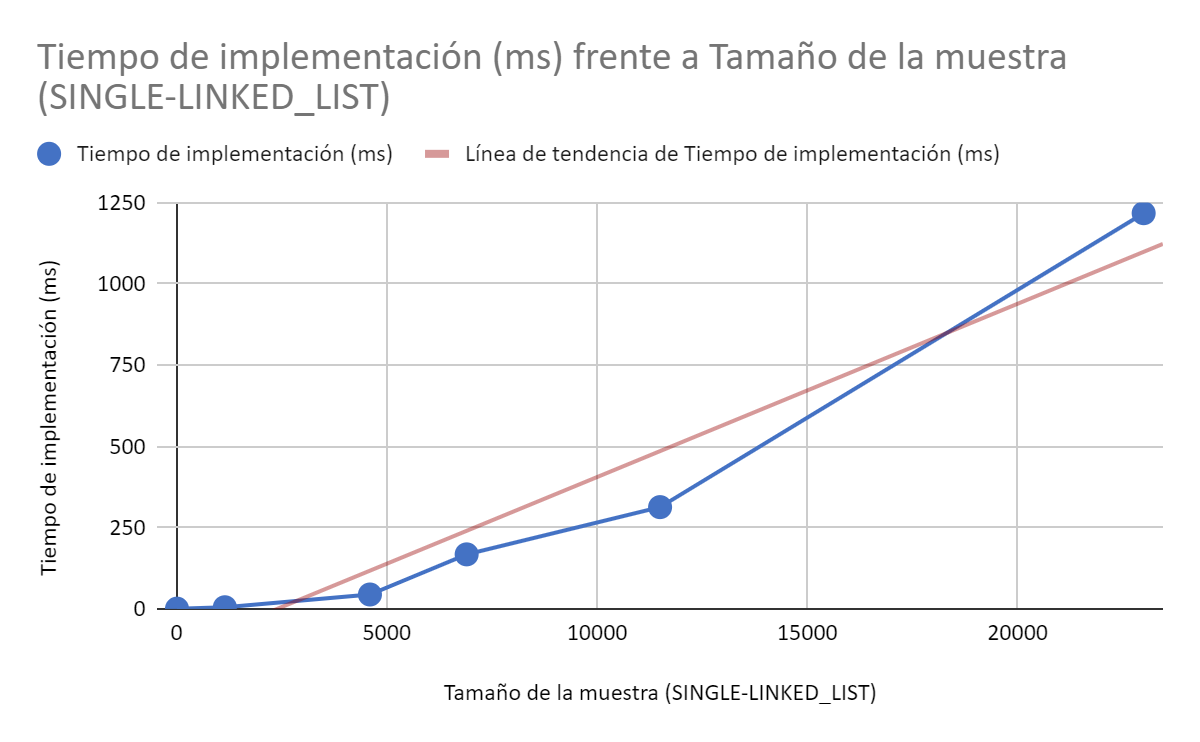 Tiempo de implementación (ms) frente a Tamaño de la muestra
(SINGLE-LINKED_LIST)
Tiempo de implementación (ms)
Línea de tendencia de Tiempo de implementación (ms)
1250
1000
750
500
250
0
Tiempo de implementación (ms)
0
5000
10000
15000
20000
Tamaño de la muestra (SINGLE-LINKED_LIST)